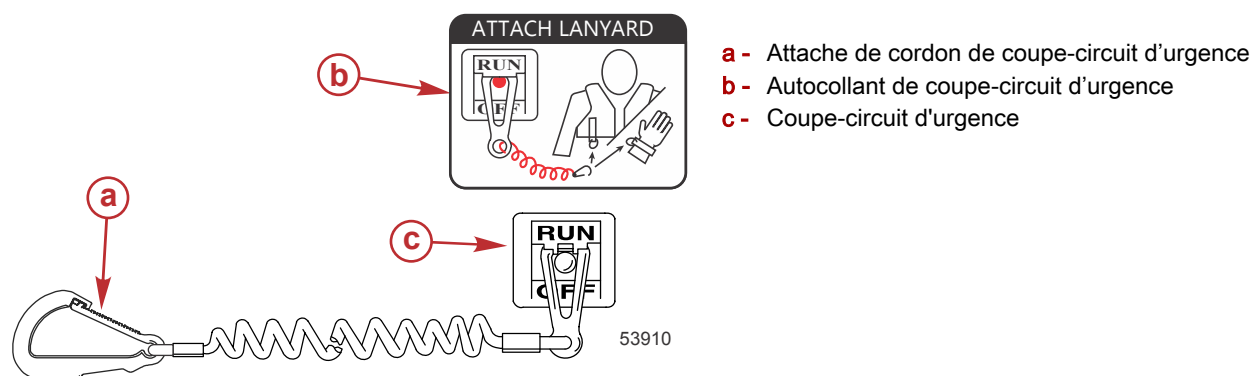 ATTACH LANYARD
RUN
OFF
b
a - Attache de cordon de coupe-circuit d’urgence
b - Autocollant de coupe-circuit d’urgence
c - Coupe-circuit d'urgence
a
c
RUN
OFF
53910